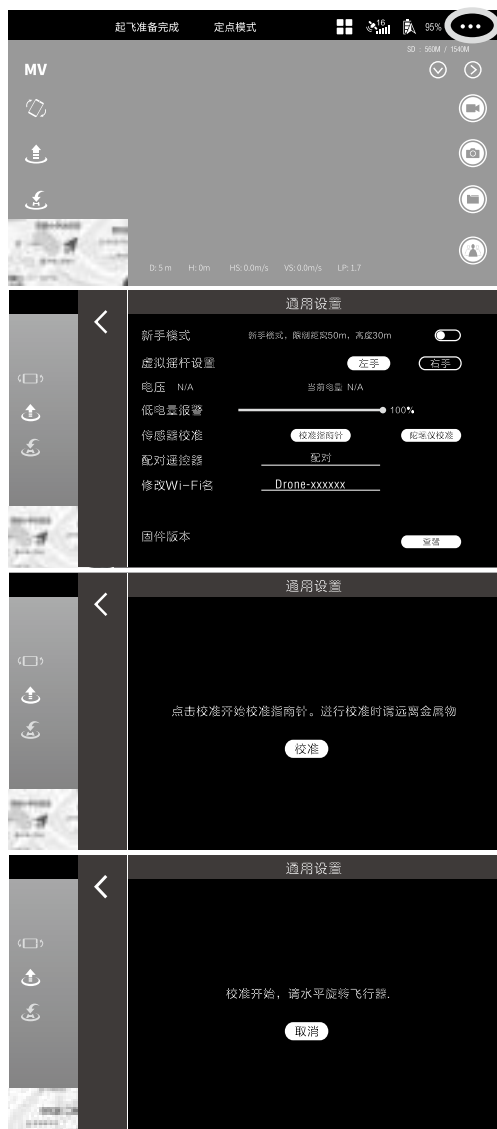 起飞准备完成 定点模式 16 95%
SD : 560M / 1540M
MV
D: 5 m H: 0m HS: 0.0m/s VS: 0.0m/s LP: 1.7
通用设置
新手模式 新手模式，限制距离50m，高度30m
虚拟摇杆设置 左手 右手
电压 N/A 当前电量 N/A
低电量报警 100%
传感器校准 校准指南针 陀螺仪校准
配对遥控器 配对
修改Wi-Fi名 Drone-xxxxxx
固件版本 查看
通用设置
点击校准开始校准指南针。进行校准时请远离金属物
校准
通用设置
校准开始，请水平旋转飞行器.
取消